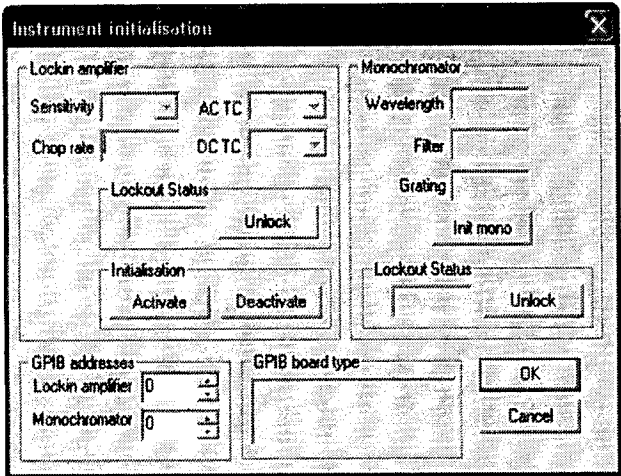 Instrument initialisation
Lockin amplifier
Sensitivity
AC TC
Chop rate
DC TC
Lockout Status
Unlock
Initialisation
Activate
Deactivate
Monochromator
Wavelength
Filter
Grating
Init mono
Lockout Status
Unlock
GPIB addresses
Lockin amplifier 0
Monochromator 0
GPIB board type
OK
Cancel